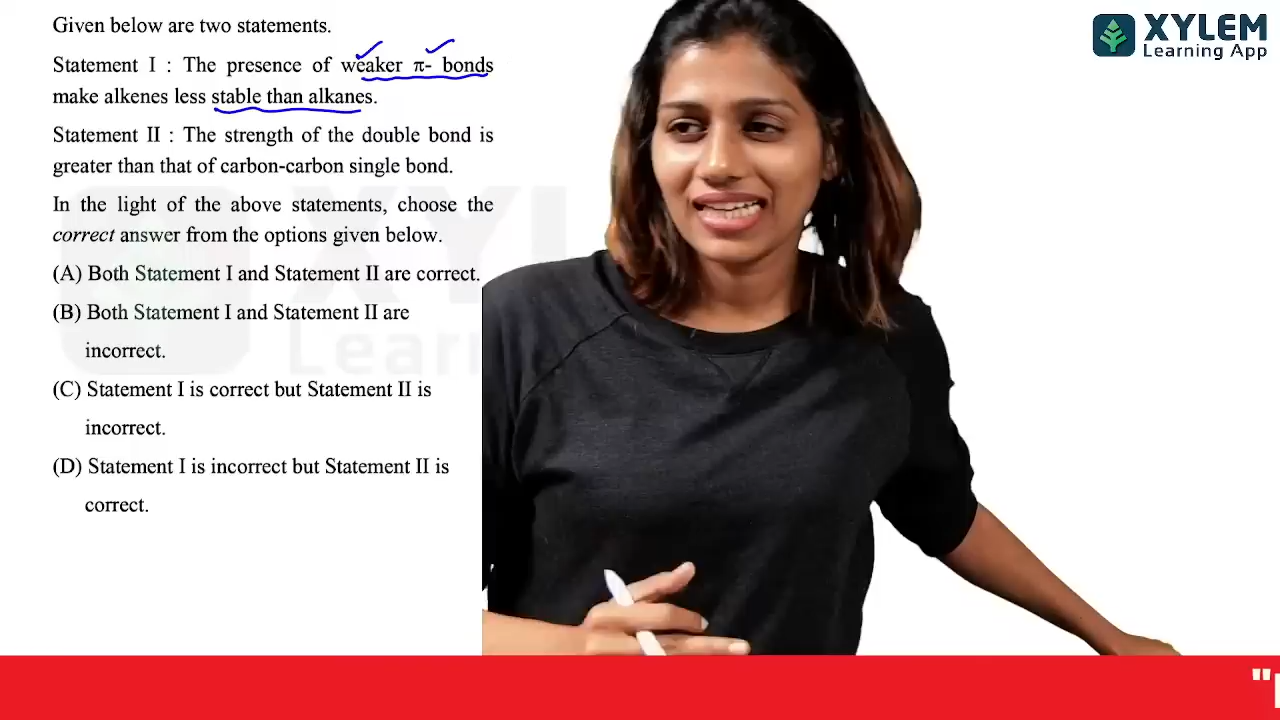 Given below are two statements.
Statement I : The presence of weaker π- bonds
make alkenes less stable than alkanes.
Statement II : The strength of the double bond is
greater than that of carbon-carbon single bond.
In the light of the above statements, choose the
correct answer from the options given below.
(A) Both Statement I and Statement II are correct.
(B) Both Statement I and Statement II are
incorrect.
(C) Statement I is correct but Statement II is
incorrect.
(D) Statement I is incorrect but Statement II is
correct.
XYLEM
Learning App
XYL
Lear
"